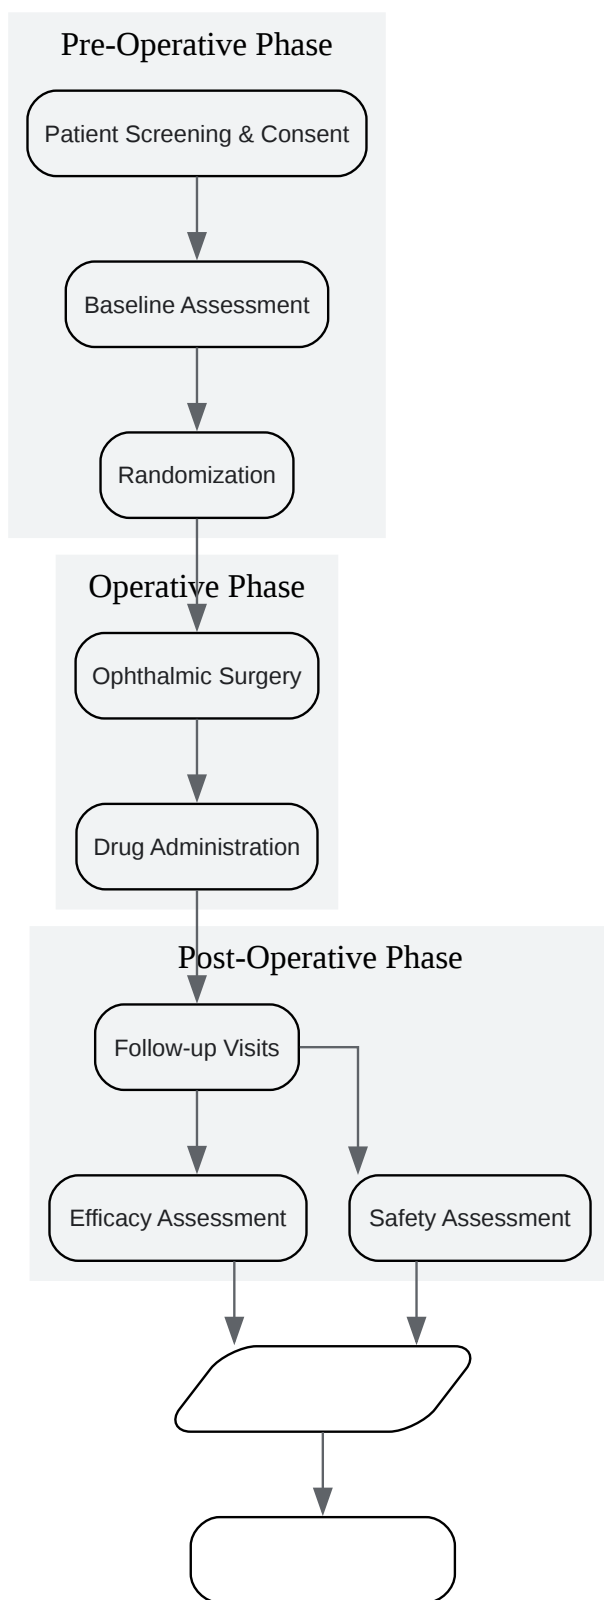 Pre-Operative Phase
Patient Screening & Consent
Baseline Assessment
Randomization
Operative Phase
Ophthalmic Surgery
Drug Administration
Post-Operative Phase
Follow-up Visits
Efficacy Assessment
Safety Assessment